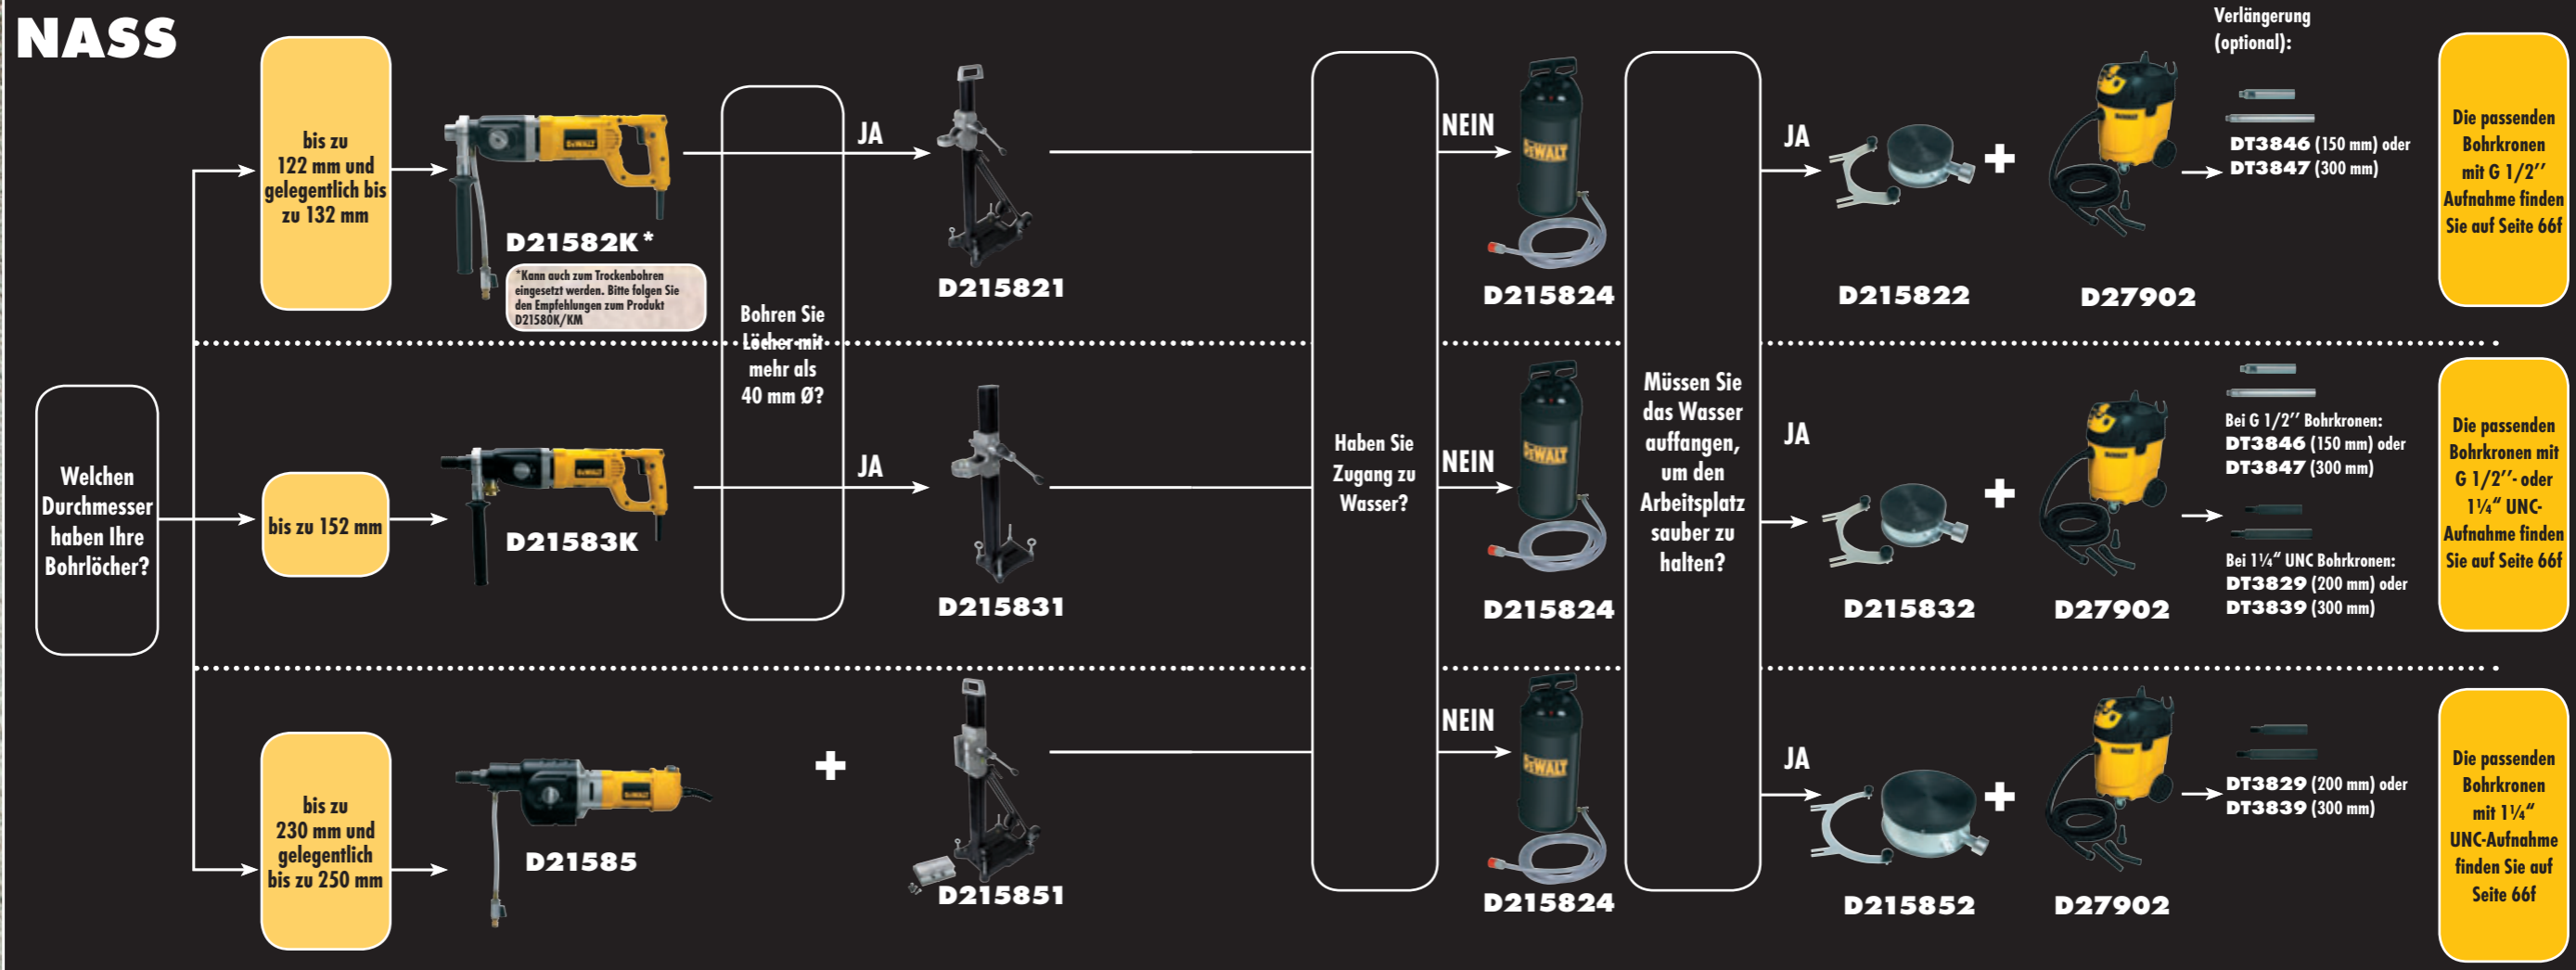 NASS
Welchen
Durchmesser
haben Ihre
Bohrlöcher?
bis zu
122 mm und
gelegentlich bis
zu 132 mm
DEWALT
D21582K*
*Kann auch zum Trockenbohren
eingesetzt werden. Bitte folgen Sie
den Empfehlungen zum Produkt
D21580K/KM
Bohren Sie
Löcher mit
mehr als
40 mm Ø?
JA
D215821
Haben Sie
Zugang zu
Wasser?
NEIN
DEWALT
D215824
Müssen Sie
das Wasser
auffangen,
um den
Arbeitsplatz
sauber zu
halten?
JA
D215822
+
DEWALT
D27902
Verlängerung
(optional):
DT3846 (150 mm) oder
DT3847 (300 mm)
Die passenden
Bohrkronen
mit G 1/2’’
Aufnahme finden
Sie auf Seite 66f
bis zu 152 mm
DEWALT
D21583K
JA
D215831
NEIN
DEWALT
D215824
JA
D215832
+
DEWALT
D27902
Bei G 1/2’’ Bohrkronen:
DT3846 (150 mm) oder
DT3847 (300 mm)
Bei 1¼“ UNC Bohrkronen:
DT3829 (200 mm) oder
DT3839 (300 mm)
Die passenden
Bohrkronen mit
G 1/2’’- oder
1¼“ UNC-
Aufnahme finden
Sie auf Seite 66f
bis zu
230 mm und
gelegentlich
bis zu 250 mm
DEWALT
D21585
+
D215851
NEIN
DEWALT
D215824
JA
D215852
+
DEWALT
D27902
DT3829 (200 mm) oder
DT3839 (300 mm)
Die passenden
Bohrkronen
mit 1¼“
UNC-Aufnahme
finden Sie auf
Seite 66f